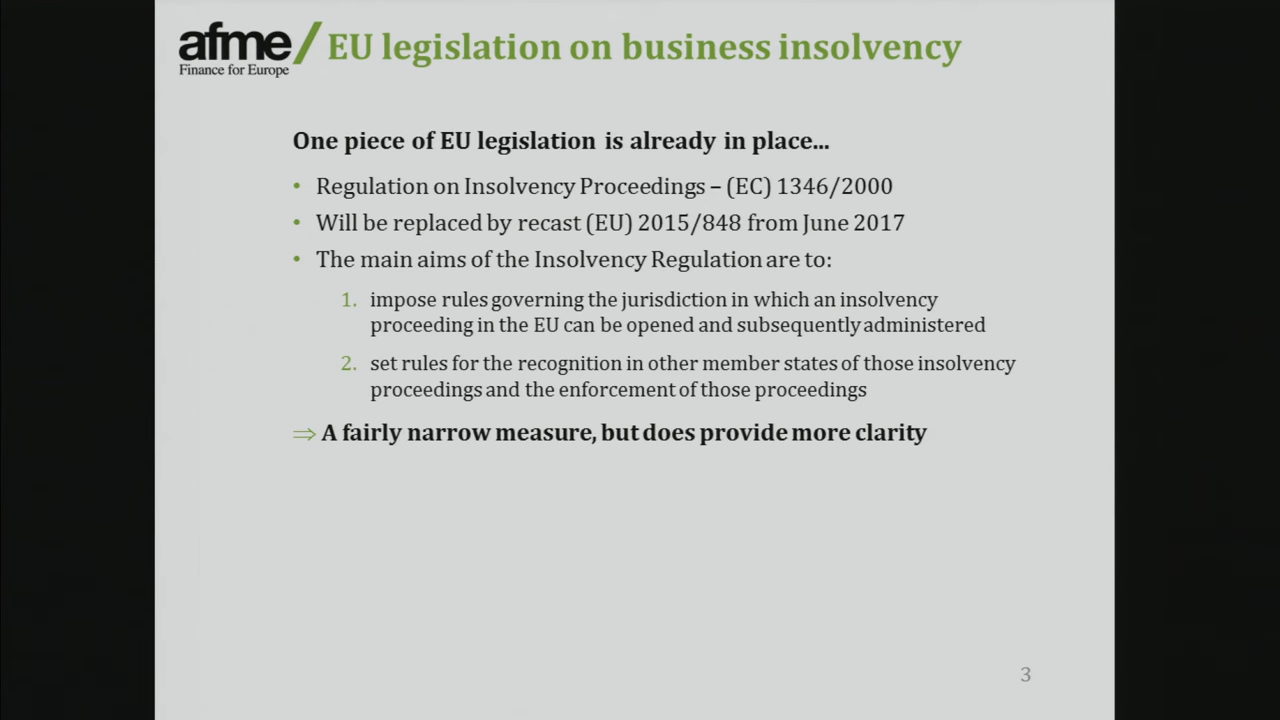 afme/ EU legislation on business insolvency
Finance for Europe
One piece of EU legislation is already in place...
• Regulation on Insolvency Proceedings – (EC) 1346/2000
• Will be replaced by recast (EU) 2015/848 from June 2017
• The main aims of the Insolvency Regulation are to:
1. impose rules governing the jurisdiction in which an insolvency
proceeding in the EU can be opened and subsequently administered
2. set rules for the recognition in other member states of those insolvency
proceedings and the enforcement of those proceedings
⇒ A fairly narrow measure, but does provide more clarity
3